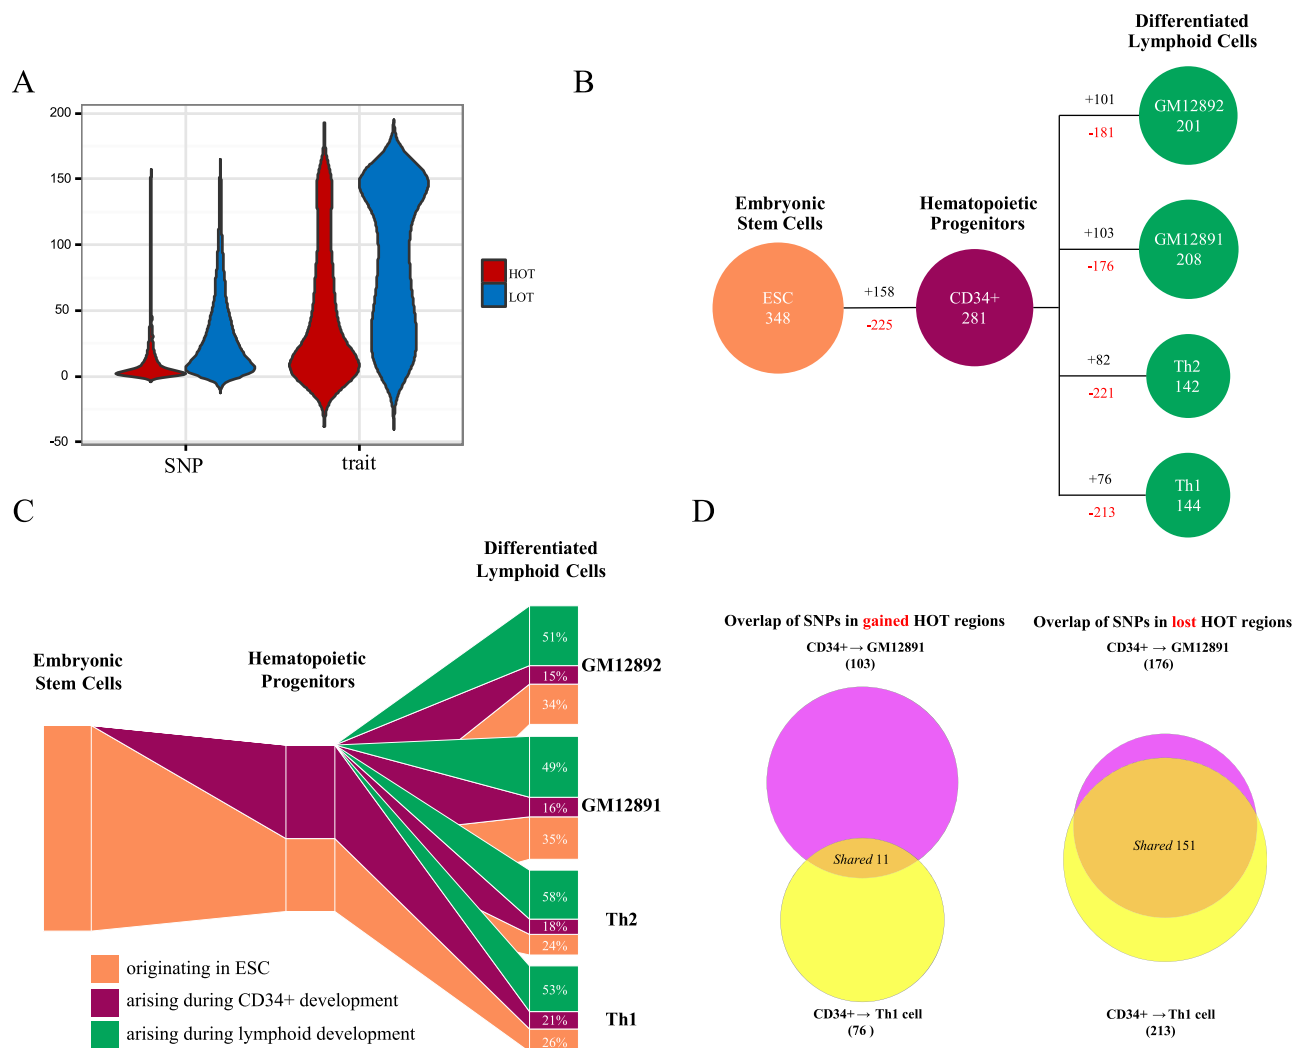 A
200
150
100
50
0
-50
SNP
trait
HOT
LOT
B
Differentiated
Lymphoid Cells
Embryonic
Stem Cells
Hematopoietic
Progenitors
ESC
348
+158
-225
CD34+
281
+101
-181
GM12892
201
+103
-176
GM12891
208
+82
-221
Th2
142
+76
-213
Th1
144
C
Differentiated
Lymphoid Cells
Embryonic
Stem Cells
Hematopoietic
Progenitors
51%
15%
34%
GM12892
49%
16%
35%
GM12891
58%
18%
24%
Th2
53%
21%
26%
Th1
originating in ESC
arising during CD34+ development
arising during lymphoid development
D
Overlap of SNPs in gained HOT regions
CD34+ → GM12891
(103)
Shared 11
CD34+ → Th1 cell
(76 )
Overlap of SNPs in lost HOT regions
CD34+ → GM12891
(176)
Shared 151
CD34+ → Th1 cell
(213)